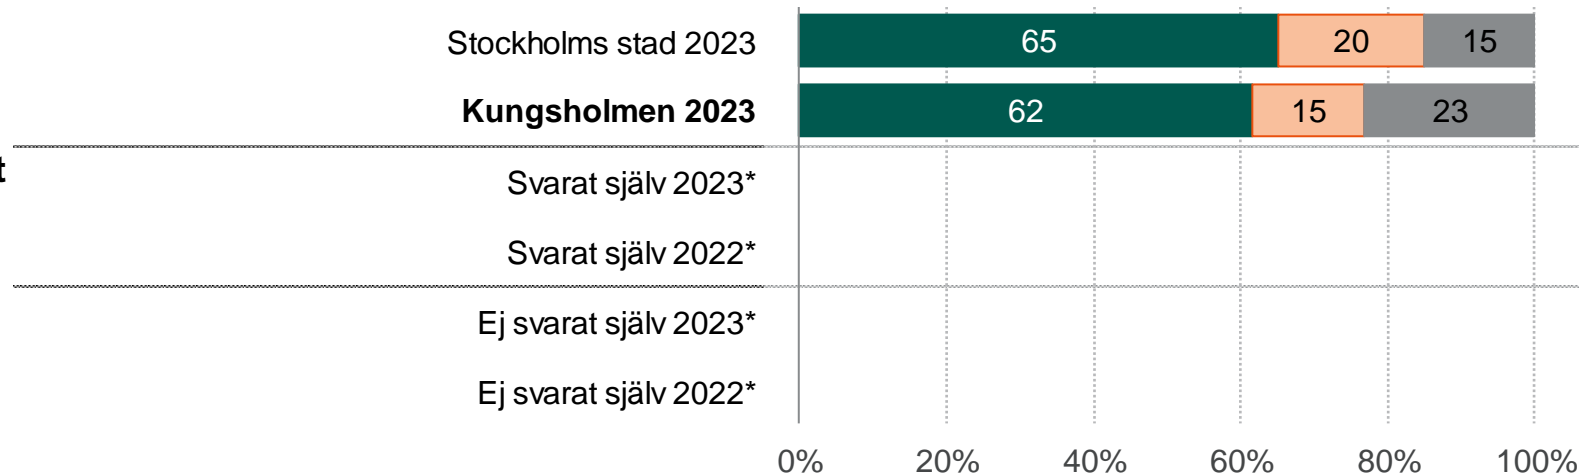 Stockholms stad 2023 65 20 15
Kungsholmen 2023 62 15 23
t
Svarat själv 2023*
Svarat själv 2022*
Ej svarat själv 2023*
Ej svarat själv 2022*
0% 20% 40% 60% 80% 100%